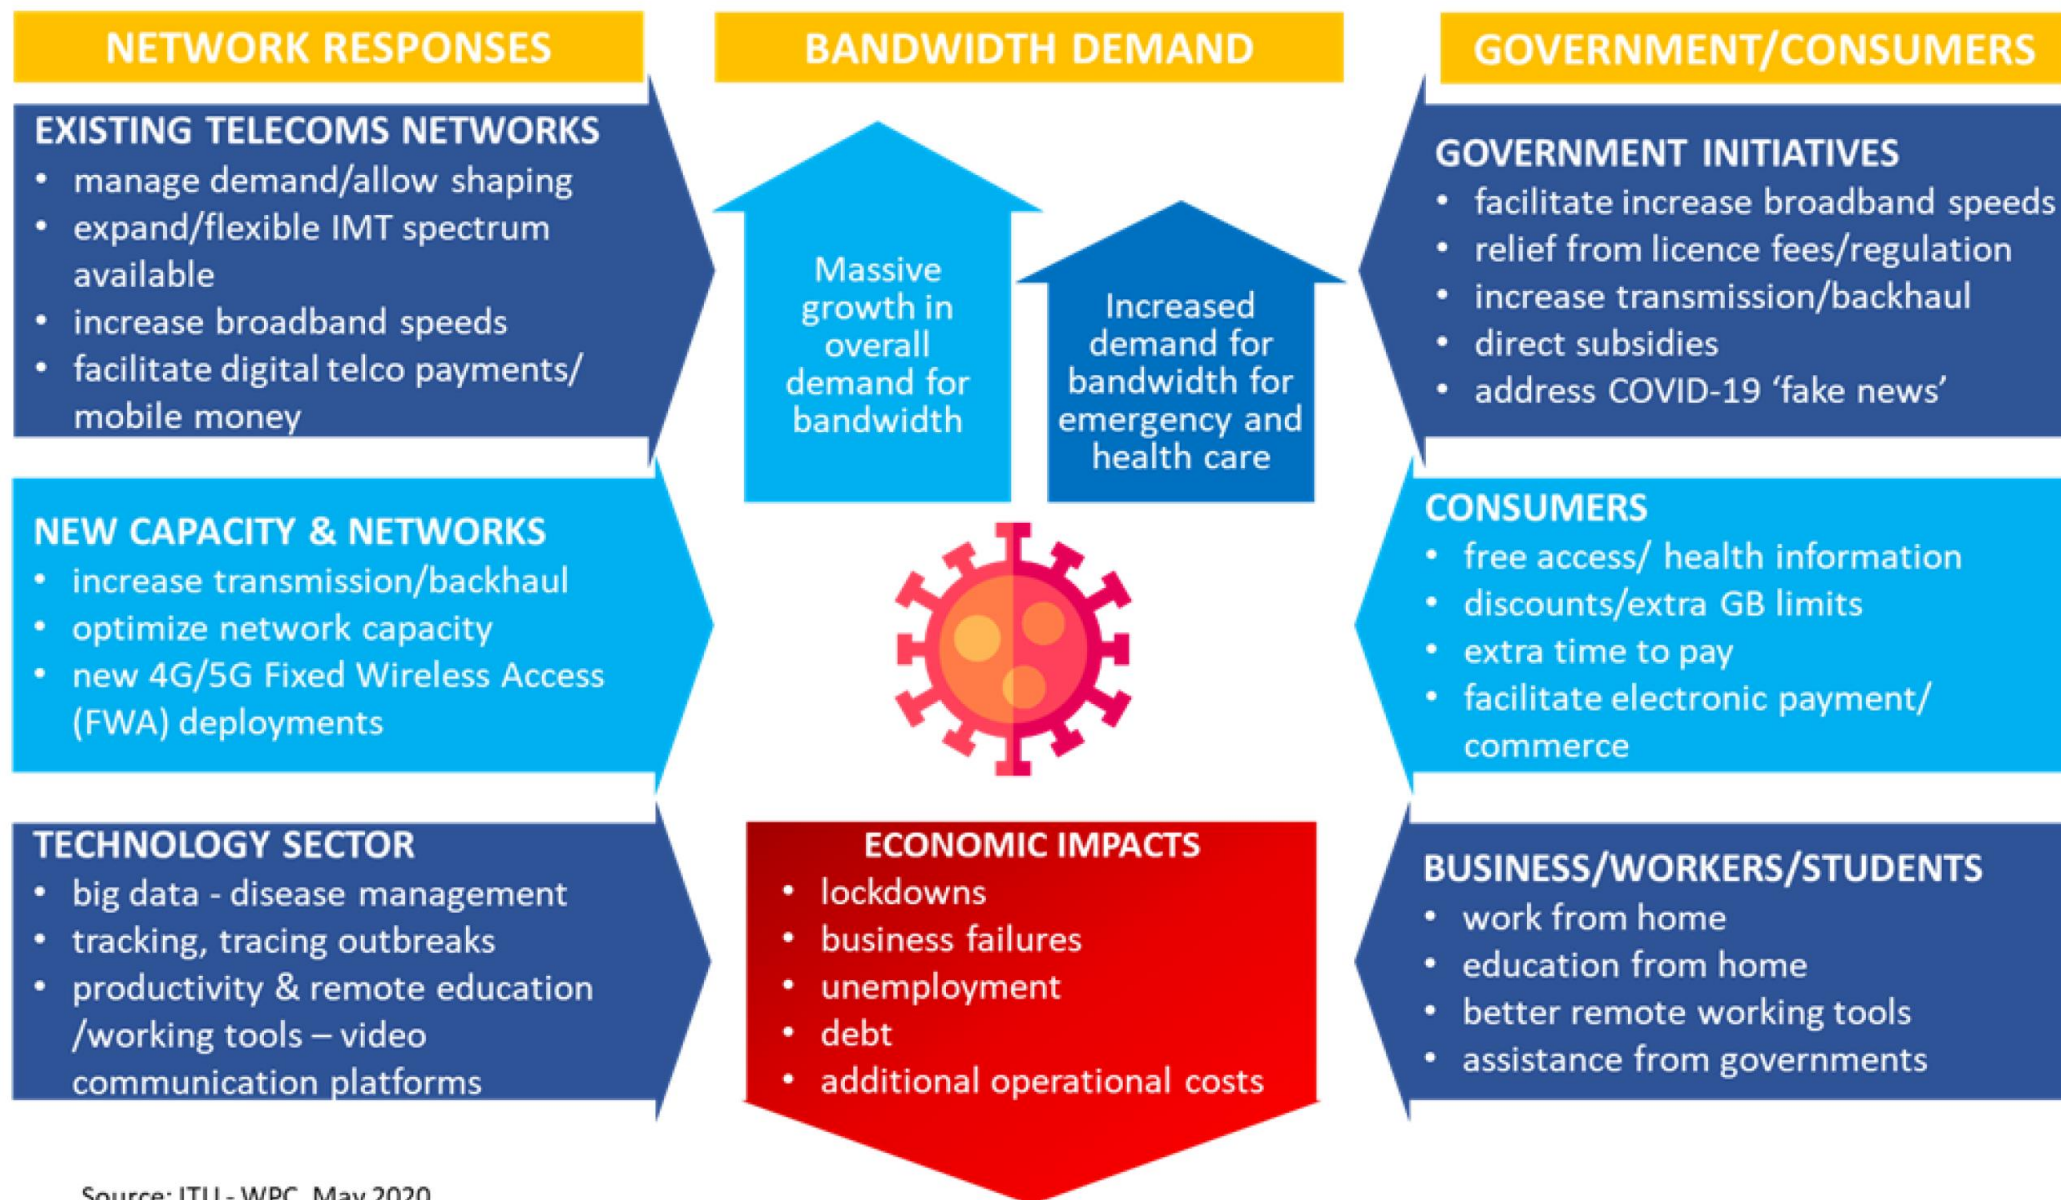 NETWORK RESPONSES
EXISTING TELECOMS NETWORKS
• manage demand/allow shaping
• expand/flexible IMT spectrum
available
• increase broadband speeds
• facilitate digital telco payments/
mobile money
NEW CAPACITY & NETWORKS
• increase transmission/backhaul
• optimize network capacity
• new 4G/5G Fixed Wireless Access
(FWA) deployments
TECHNOLOGY SECTOR
• big data - disease management
• tracking, tracing outbreaks
• productivity & remote education
/working tools – video
communication platforms
BANDWIDTH DEMAND
Massive
growth in
overall
demand for
bandwidth
Increased
demand for
bandwidth for
emergency and
health care
ECONOMIC IMPACTS
• lockdowns
• business failures
• unemployment
• debt
• additional operational costs
GOVERNMENT/CONSUMERS
GOVERNMENT INITIATIVES
• facilitate increase broadband speeds
• relief from licence fees/regulation
• increase transmission/backhaul
• direct subsidies
• address COVID-19 ‘fake news’
CONSUMERS
• free access/ health information
• discounts/extra GB limits
• extra time to pay
• facilitate electronic payment/
commerce
BUSINESS/WORKERS/STUDENTS
• work from home
• education from home
• better remote working tools
• assistance from governments
Source: ITU - WPC, May 2020